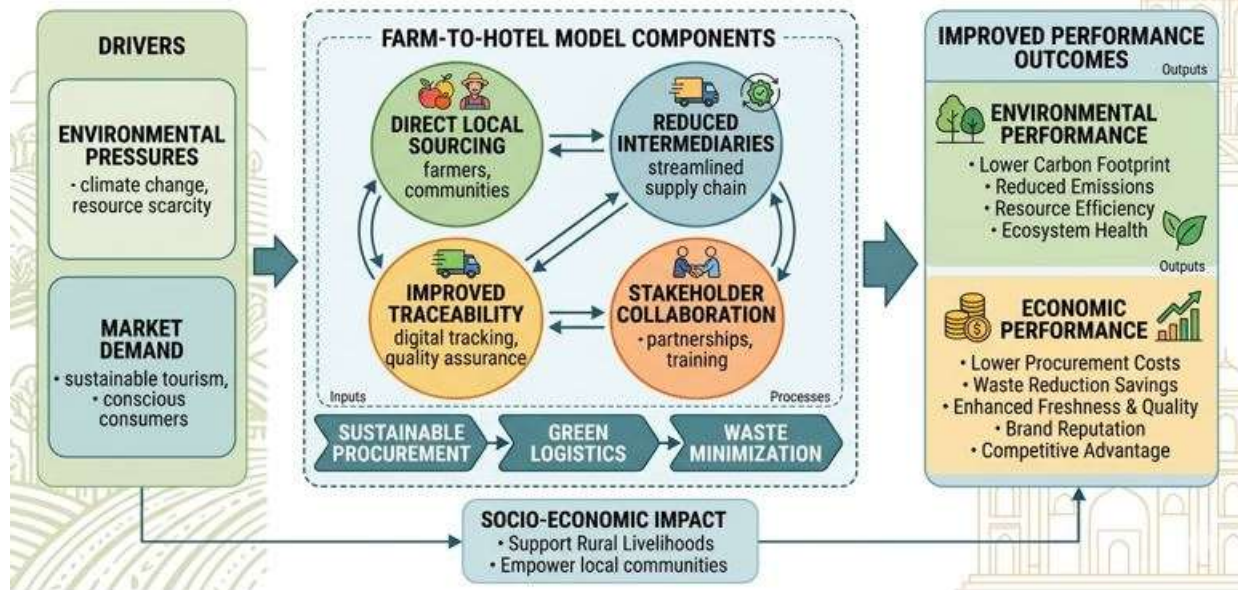 DRIVERS
ENVIRONMENTAL
PRESSURES
• climate change,
resource scarcity
MARKET
DEMAND
• sustainable tourism,
• conscious
consumers
FARM-TO-HOTEL MODEL COMPONENTS
DIRECT LOCAL
SOURCING
farmers,
communities
REDUCED
INTERMEDIARIES
streamlined
supply chain
IMPROVED
TRACEABILITY
digital tracking,
quality assurance
STAKEHOLDER
COLLABORATION
• partnerships,
training
Inputs
Processes
SUSTAINABLE
PROCUREMENT
GREEN
LOGISTICS
WASTE
MINIMIZATION
SOCIO-ECONOMIC IMPACT
• Support Rural Livelihoods
• Empower local communities
IMPROVED PERFORMANCE
OUTCOMES
Outputs
ENVIRONMENTAL
PERFORMANCE
• Lower Carbon Footprint
• Reduced Emissions
• Resource Efficiency
• Ecosystem Health
Outputs
ECONOMIC
PERFORMANCE
• Lower Procurement Costs
• Waste Reduction Savings
• Enhanced Freshness & Quality
• Brand Reputation
• Competitive Advantage